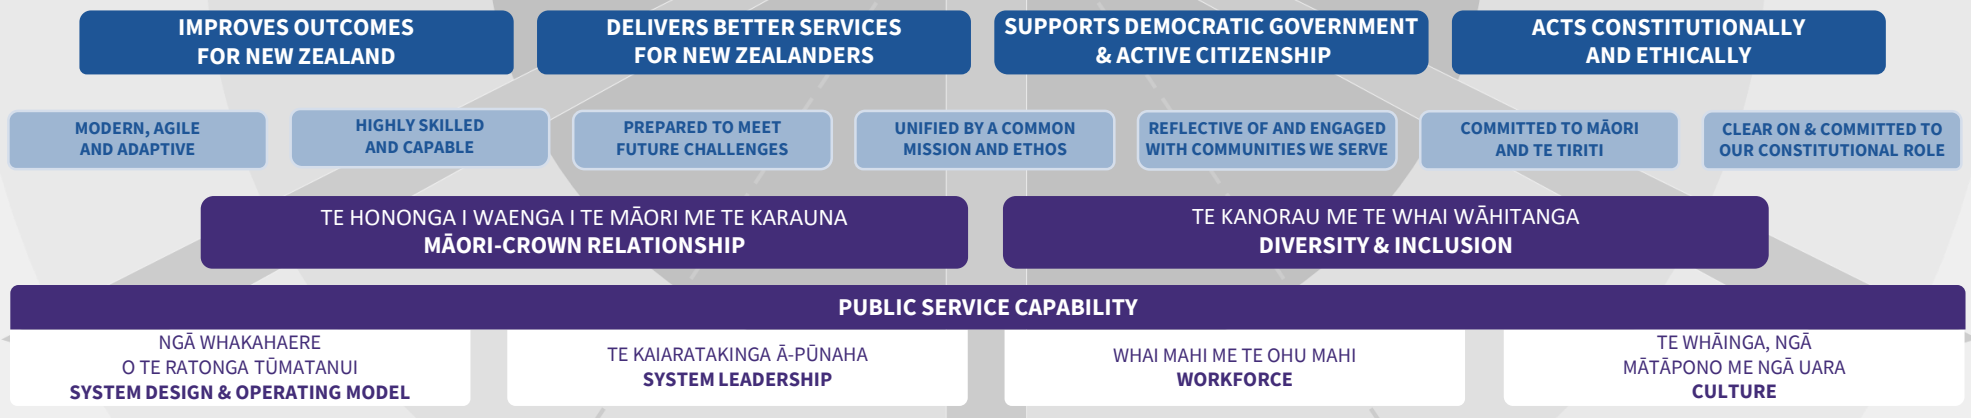 IMPROVES OUTCOMES
FOR NEW ZEALAND
DELIVERS BETTER SERVICES
FOR NEW ZEALANDERS
SUPPORTS DEMOCRATIC GOVERNMENT
& ACTIVE CITIZENSHIP
ACTS CONSTITUTIONALLY
AND ETHICALLY
MODERN, AGILE
AND ADAPTIVE
HIGHLY SKILLED
AND CAPABLE
PREPARED TO MEET
FUTURE CHALLENGES
UNIFIED BY A COMMON
MISSION AND ETHOS
REFLECTIVE OF AND ENGAGED
WITH COMMUNITIES WE SERVE
COMMITTED TO MĀORI
AND TE TIRITI
CLEAR ON & COMMITTED TO
OUR CONSTITUTIONAL ROLE
TE HONONGA I WAENGA I TE MĀORI ME TE KARAUNA
MĀORI-CROWN RELATIONSHIP
TE KANORAU ME TE WHAI WĀHITANGA
DIVERSITY & INCLUSION
PUBLIC SERVICE CAPABILITY
NGĀ WHAKAHAERE
O TE RATONGA TŪMATANUI
SYSTEM DESIGN & OPERATING MODEL
TE KAIARATAKINGA Ā-PŪNAHA
SYSTEM LEADERSHIP
WHAI MAHI ME TE OHU MAHI
WORKFORCE
TE WHĀINGA, NGĀ
MĀTĀPONO ME NGĀ UARA
CULTURE